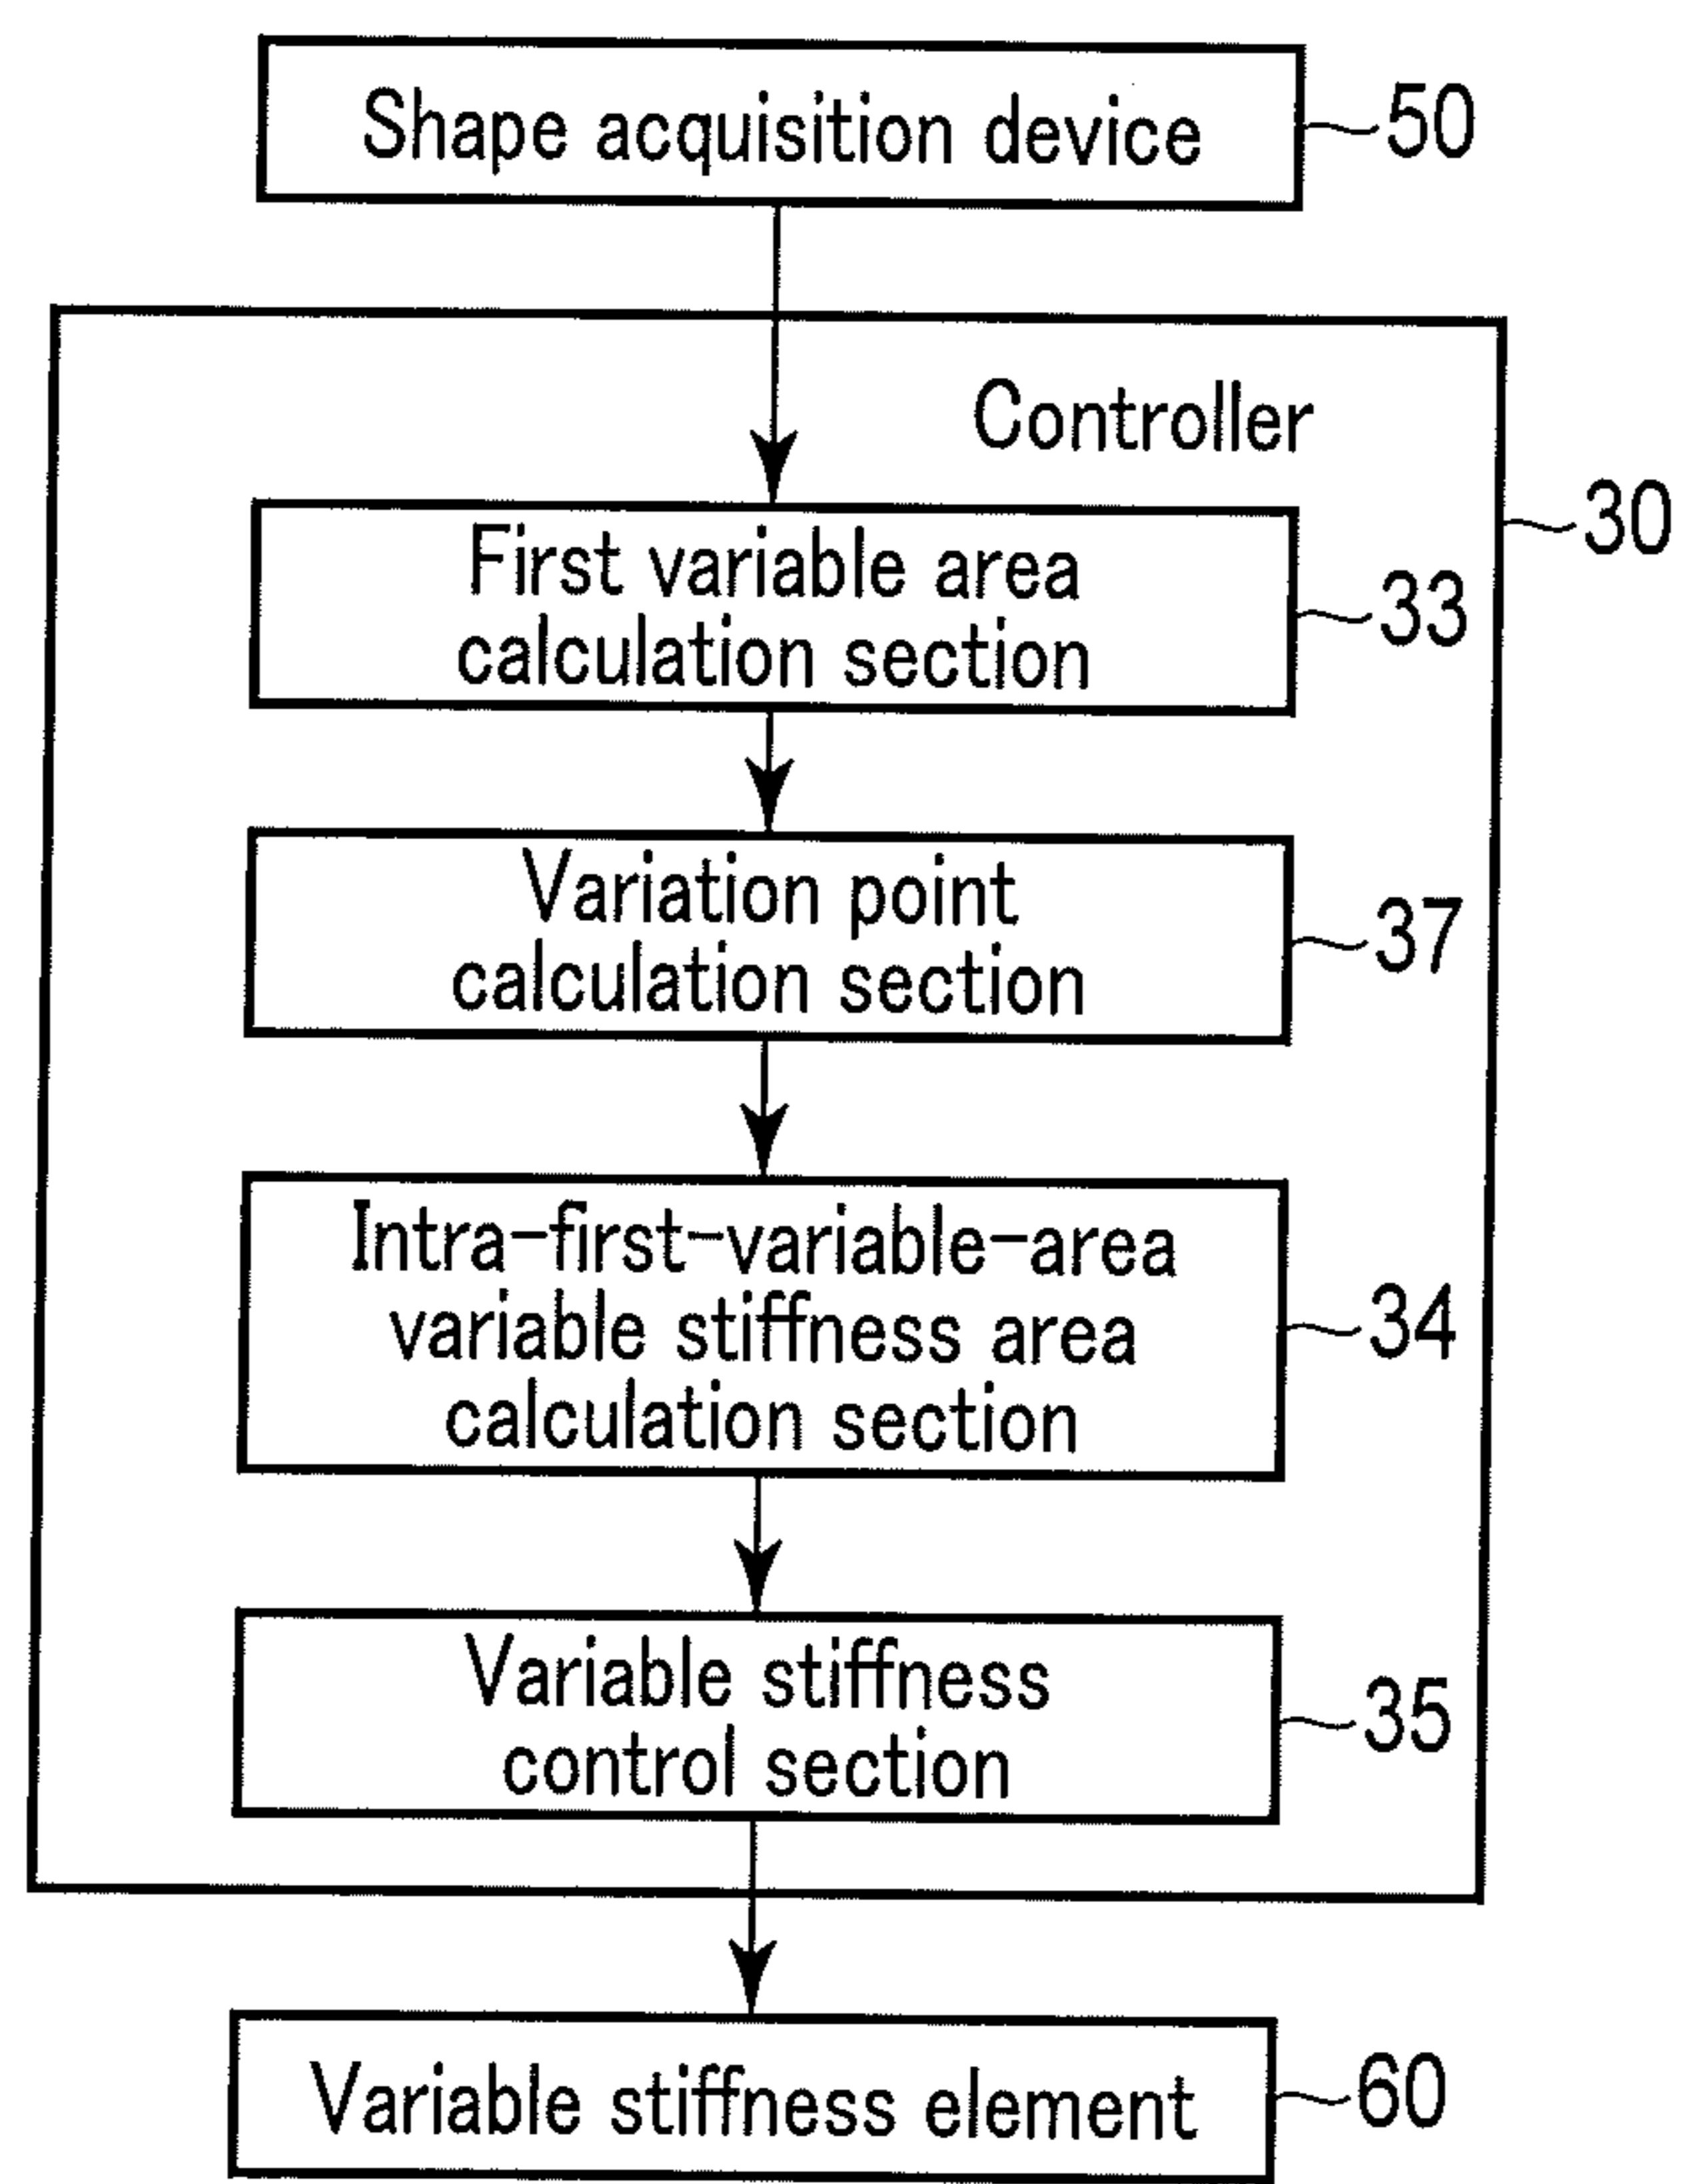 Shape acquisition device
50
Controller
30
First variable area
calculation section
33
Variation point
calculation section
37
Intra-first-variable-area
variable stiffness area
calculation section
34
Variable stiffness
control section
35
Variable stiffness element
60